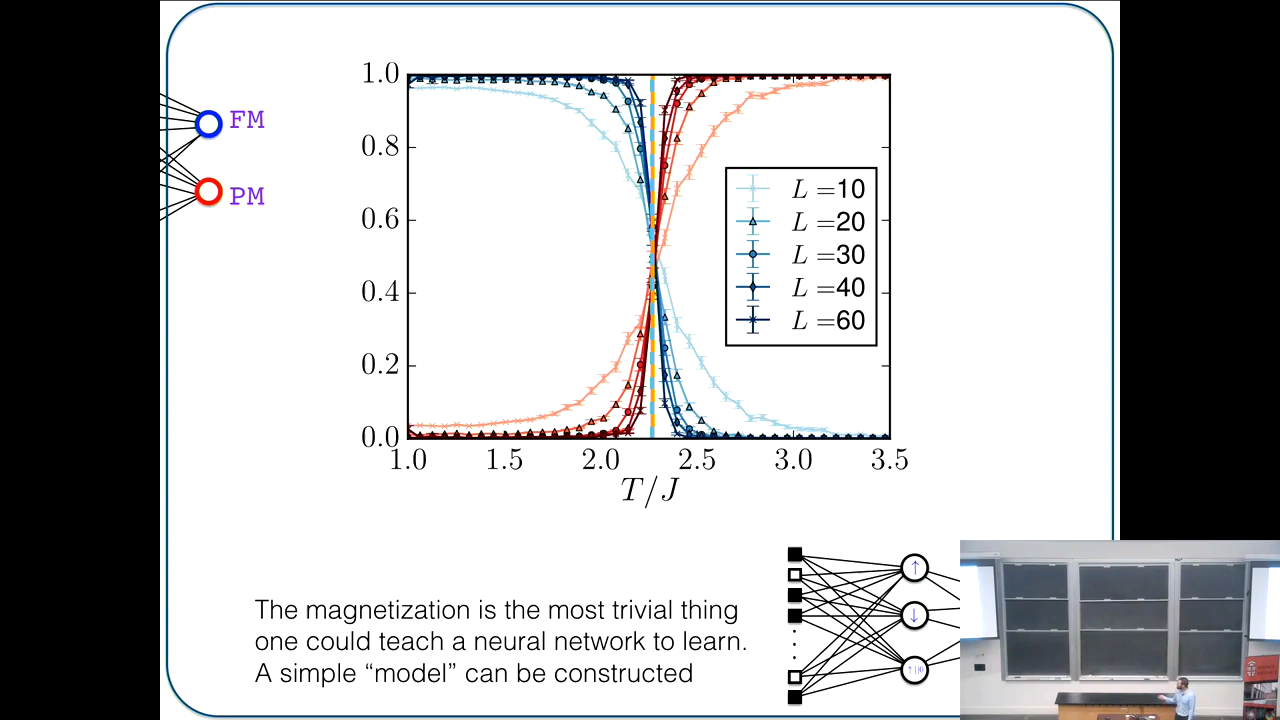 FM
PM
1.0
0.8
0.6
0.4
0.2
0.0
1.0 1.5 2.0 2.5 3.0 3.5
T/J
L =10
L =20
L =30
L =40
L =60
The magnetization is the most trivial thing
one could teach a neural network to learn.
A simple “model” can be constructed
↑
↓